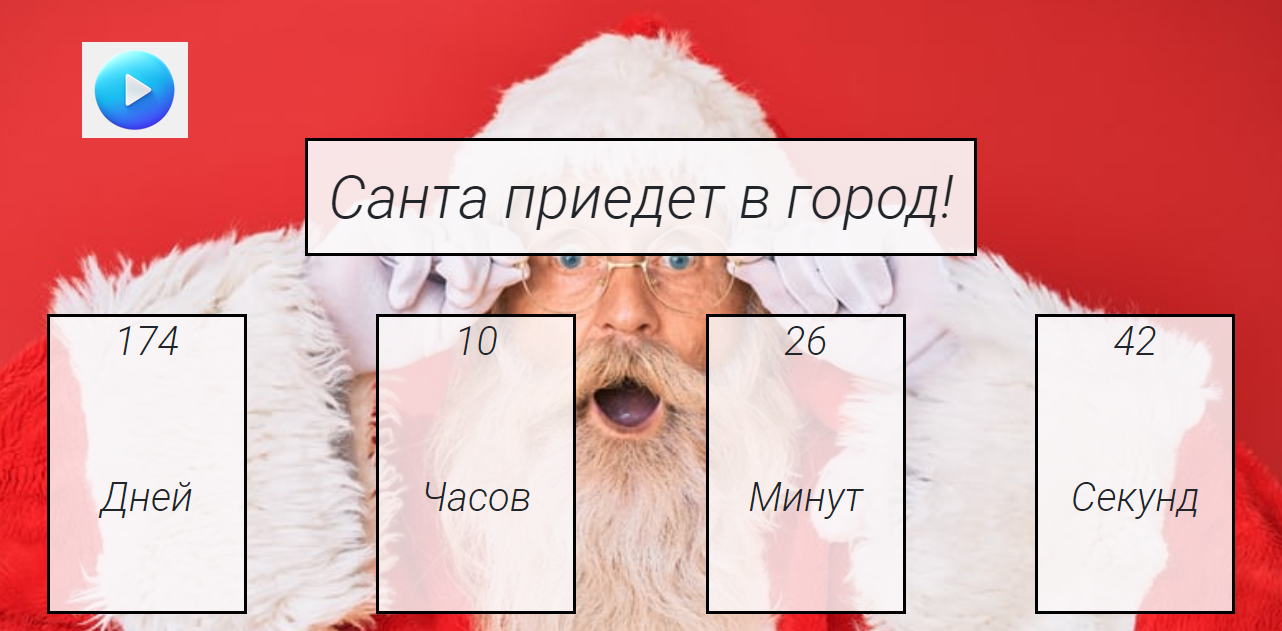 Санта приедет в город!
174
10
26
42
Дней
Часов
Минут
Секунд